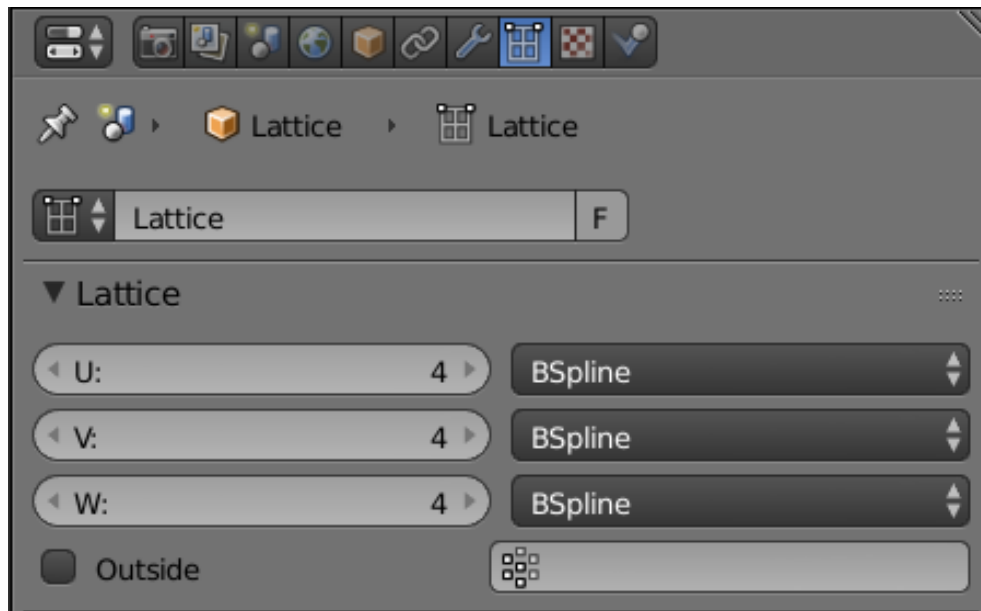 Lattice Lattice
Lattice F
Lattice
U: 4 BSpline
V: 4 BSpline
W: 4 BSpline
Outside